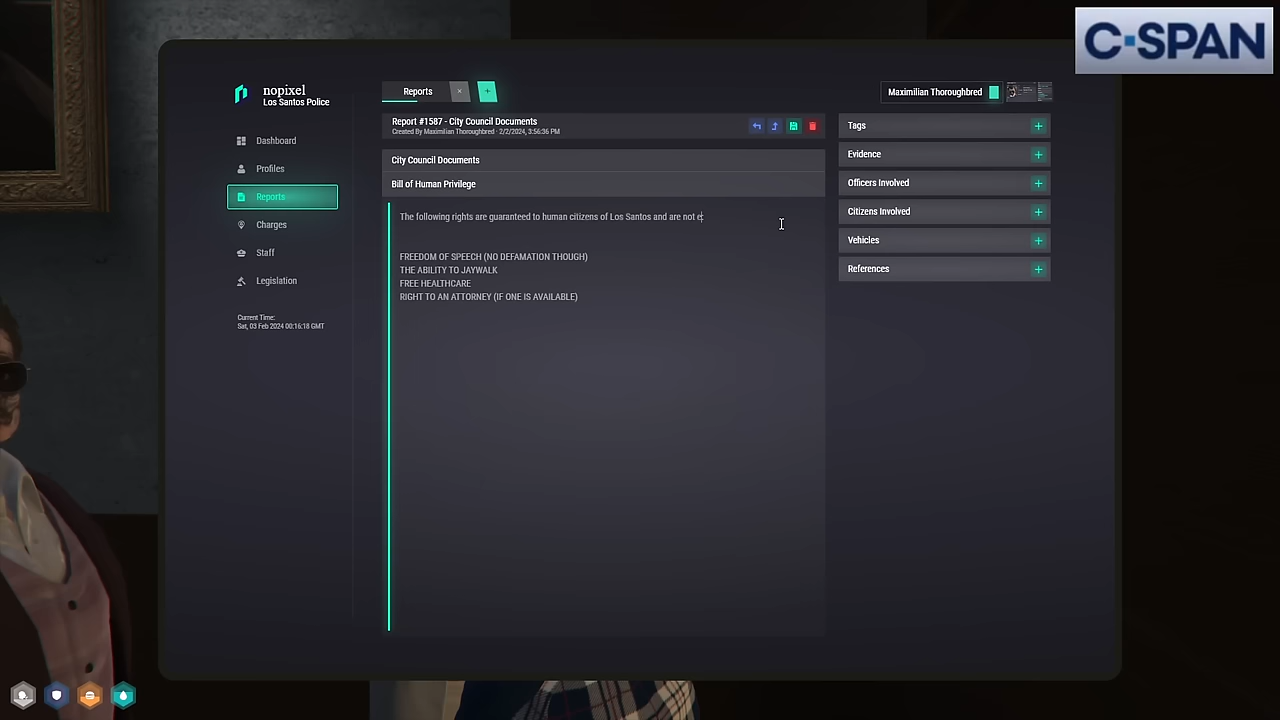 C-SPAN
nopixel
Los Santos Police
Reports
Maximilian Thoroughbred
Dashboard
Profiles
Reports
Charges
Staff
Legislation
Current Time:
Sat, 03 Feb 2024 00:16:18 GMT
Report #1587 - City Council Documents
Created By Maximilian Thoroughbred - 2/2/2024, 3:56:36 PM
City Council Documents
Bill of Human Privilege
The following rights are guaranteed to human citizens of Los Santos and are not e
FREEDOM OF SPEECH (NO DEFAMATION THOUGH)
THE ABILITY TO JAYWALK
FREE HEALTHCARE
RIGHT TO AN ATTORNEY (IF ONE IS AVAILABLE)
Tags
Evidence
Officers Involved
Citizens Involved
Vehicles
References